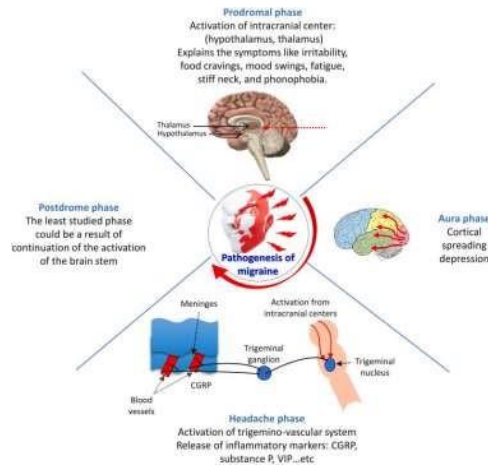 Prodromal phase
Activation of intracranial center:
(hypothalamus, thalamus)
Explains the symptoms like irritability,
food cravings, mood swings, fatigue,
stiff neck, and phonophobia.
Thalamus
Hypothalamus
Postdrome phase
The least studied phase
could be a result of
continuation of the activation
of the brain stem
Pathogenesis of
migraine
Aura phase
Cortical
spreading
depression
Meninges
Activation from
intracranial centers
Trigeminal
ganglion
Trigeminal
nucleus
Blood
vessels
CGRP
Headache phase
Activation of trigemino-vascular system
Release of inflammatory markers: CGRP,
substance P, VIP...etc